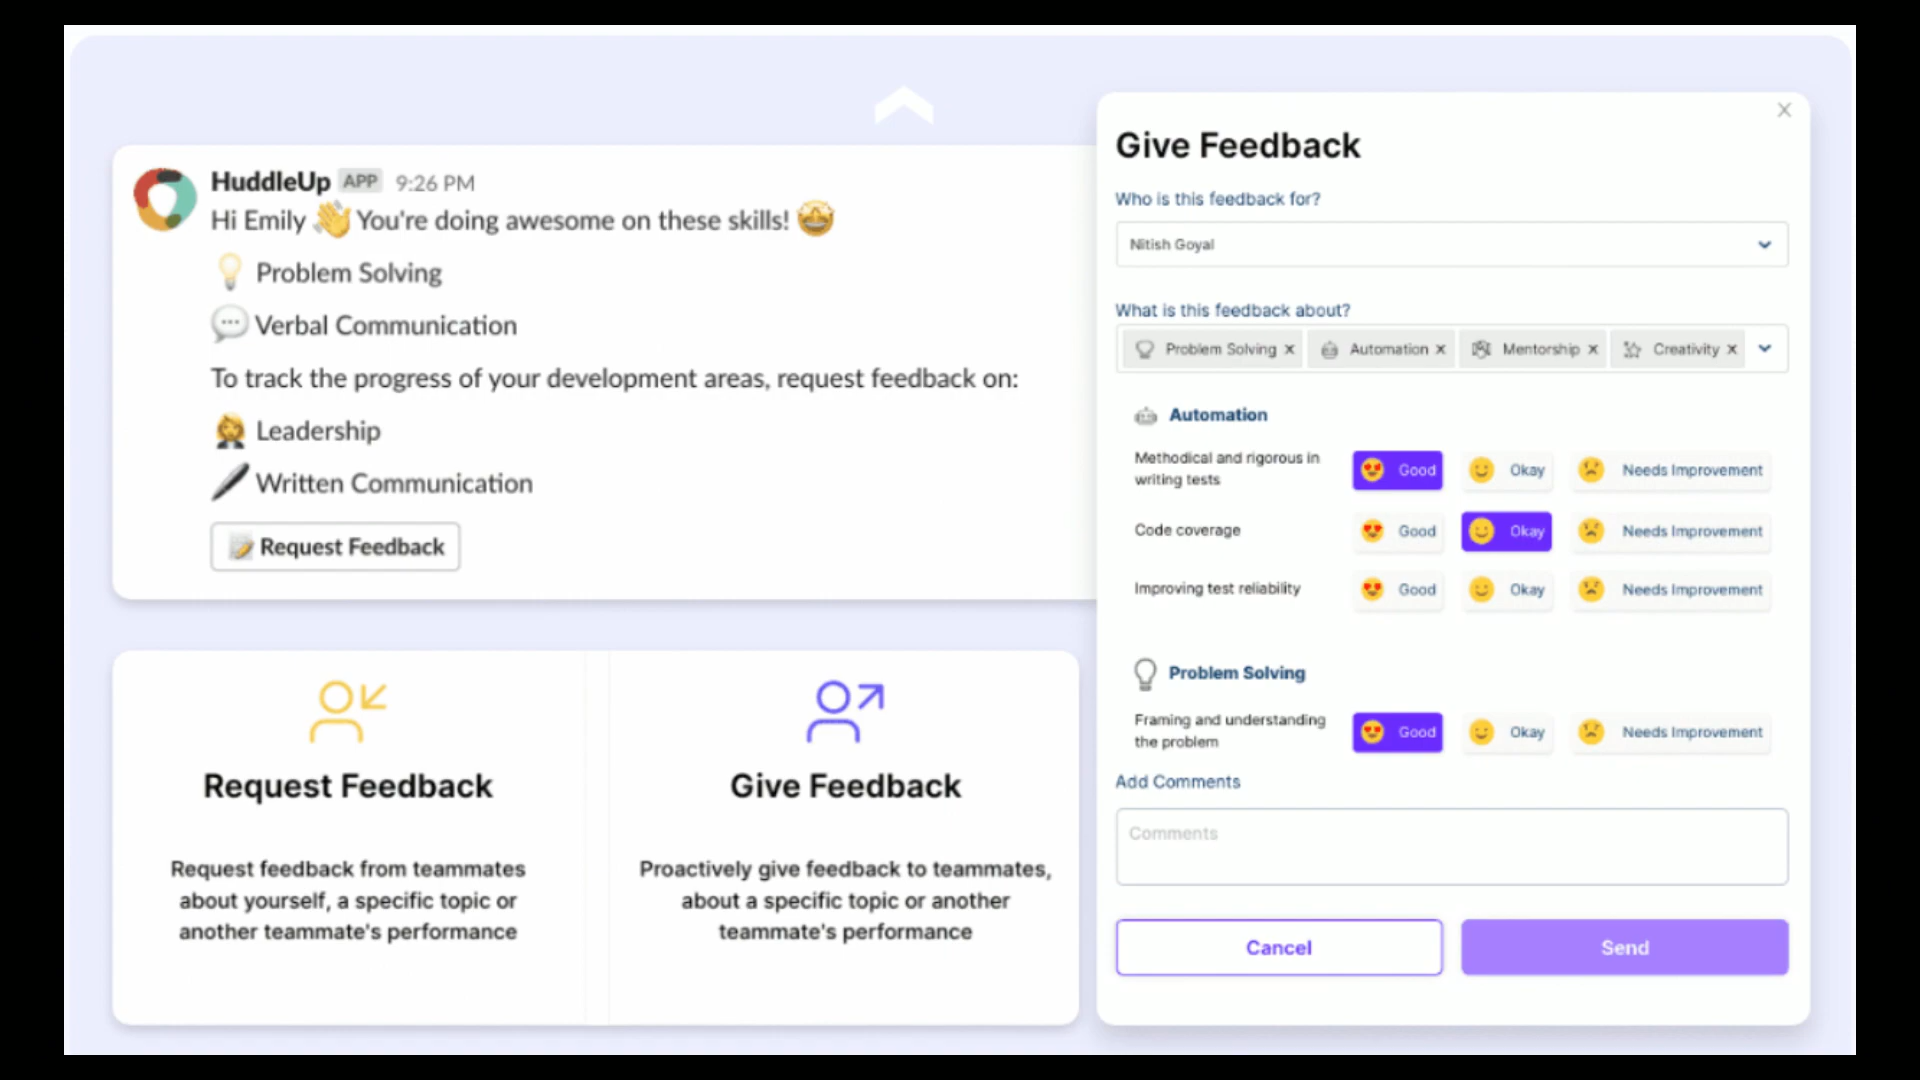 HuddleUp APP 9:26 PM
Hi Emily 👋 You're doing awesome on these skills! 🤩
Problem Solving
Verbal Communication
To track the progress of your development areas, request feedback on:
Leadership
Written Communication
Request Feedback
Request Feedback
Request feedback from teammates
about yourself, a specific topic or
another teammate's performance
Give Feedback
Proactively give feedback to teammates,
about a specific topic or another
teammate's performance
Give Feedback
Who is this feedback for?
Nitish Goyal
What is this feedback about?
Problem Solving × Automation × Mentorship × Creativity ×
Automation
Methodical and rigorous in
writing tests
Good Okay Needs Improvement
Code coverage Good Okay Needs Improvement
Improving test reliability Good Okay Needs Improvement
Problem Solving
Framing and understanding
the problem
Good Okay Needs Improvement
Add Comments
Comments
Cancel Send